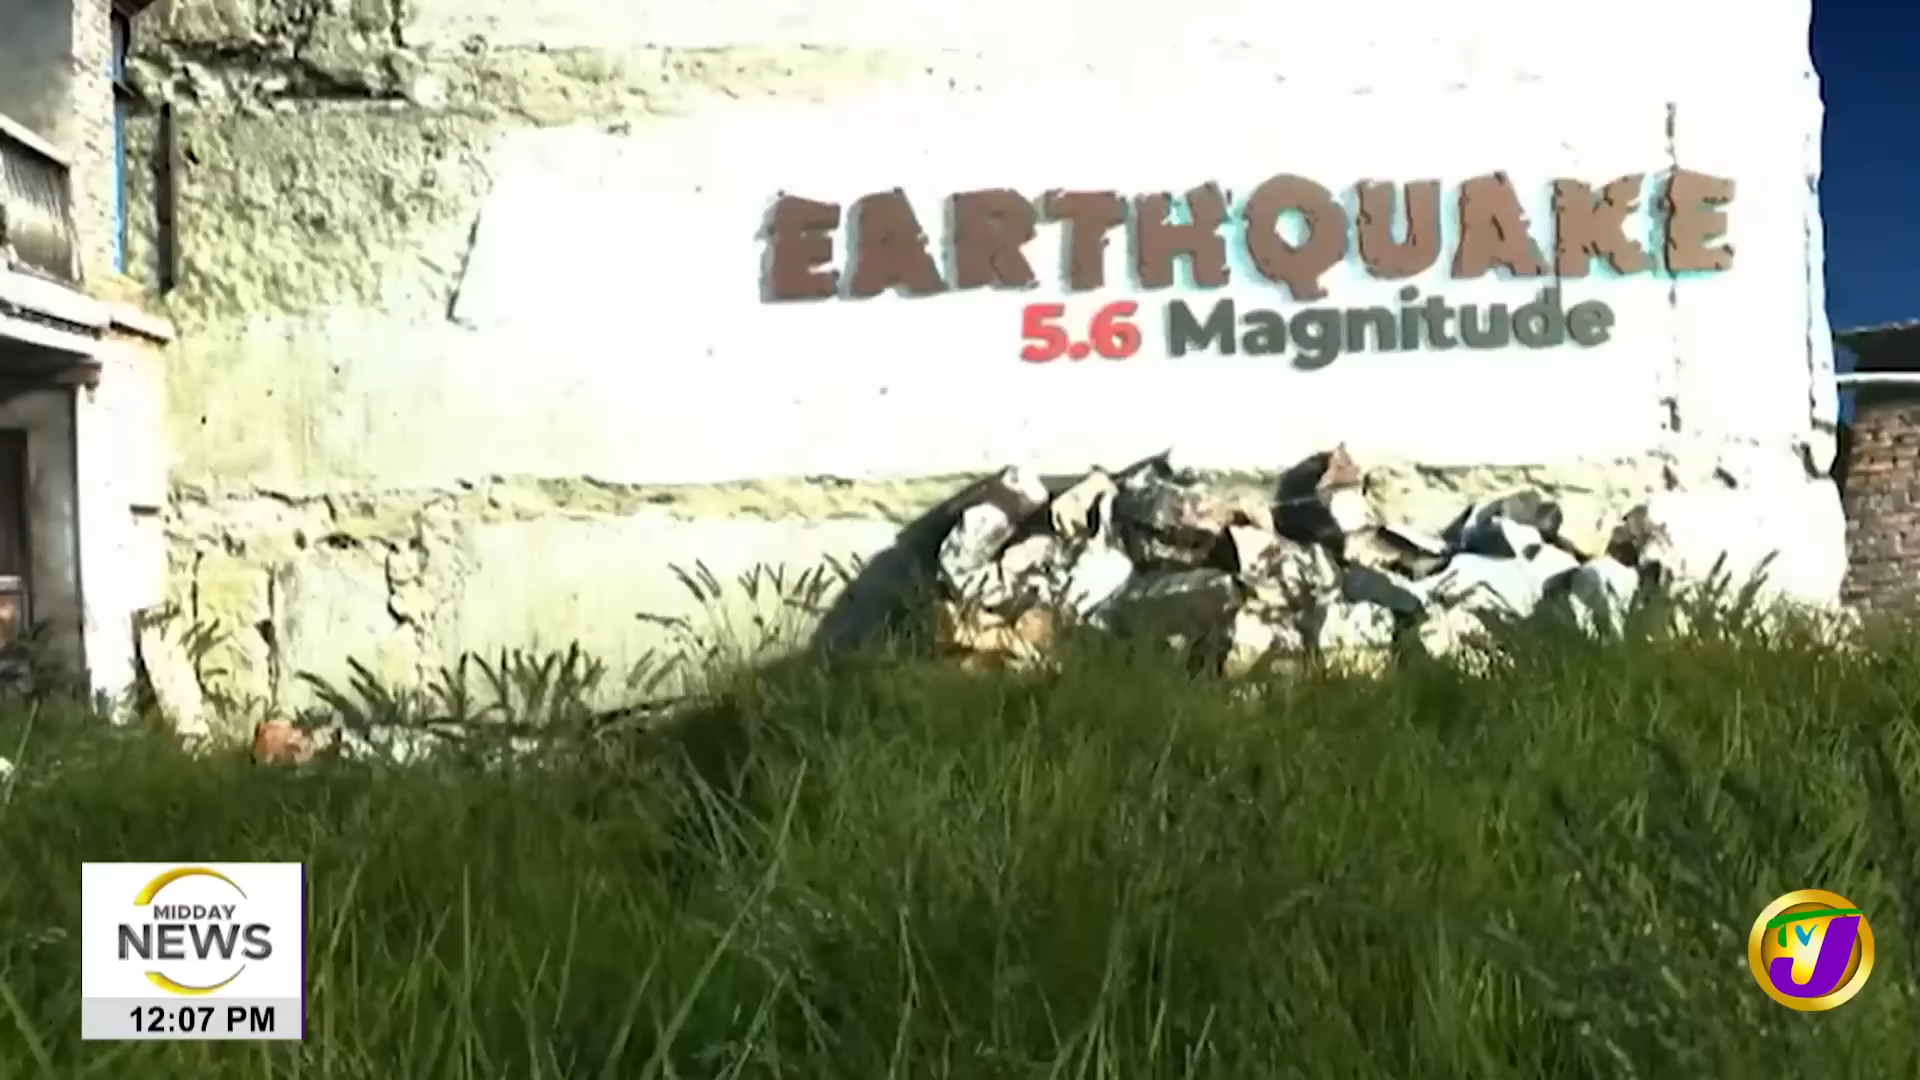 EARTHQUAKE
5.6 Magnitude
MIDDAY
NEWS
12:07 PM
TVJ